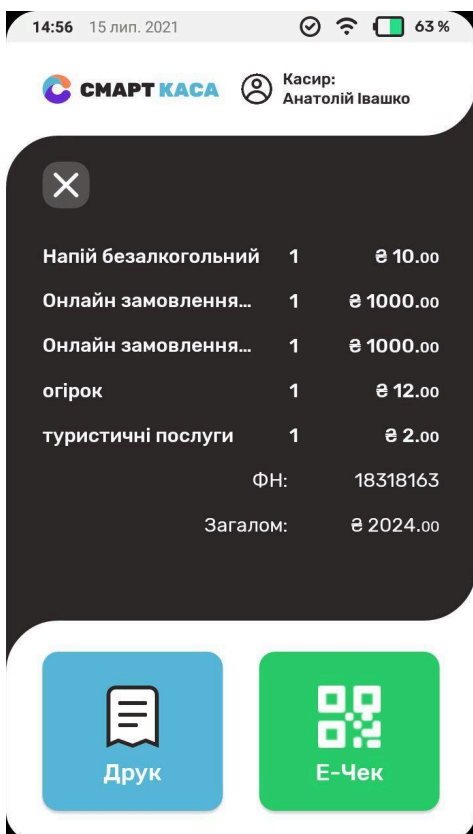 14:56 15 лип. 2021 63 %
СМАРТ КАСА
Касир:
Анатолій Івашко
Напій безалкогольний 1 ₴ 10.00
Онлайн замовлення... 1 ₴ 1000.00
Онлайн замовлення... 1 ₴ 1000.00
огірок 1 ₴ 12.00
туристичні послуги 1 ₴ 2.00
ФН: 18318163
Загалом: ₴ 2024.00
Друк
Е-Чек